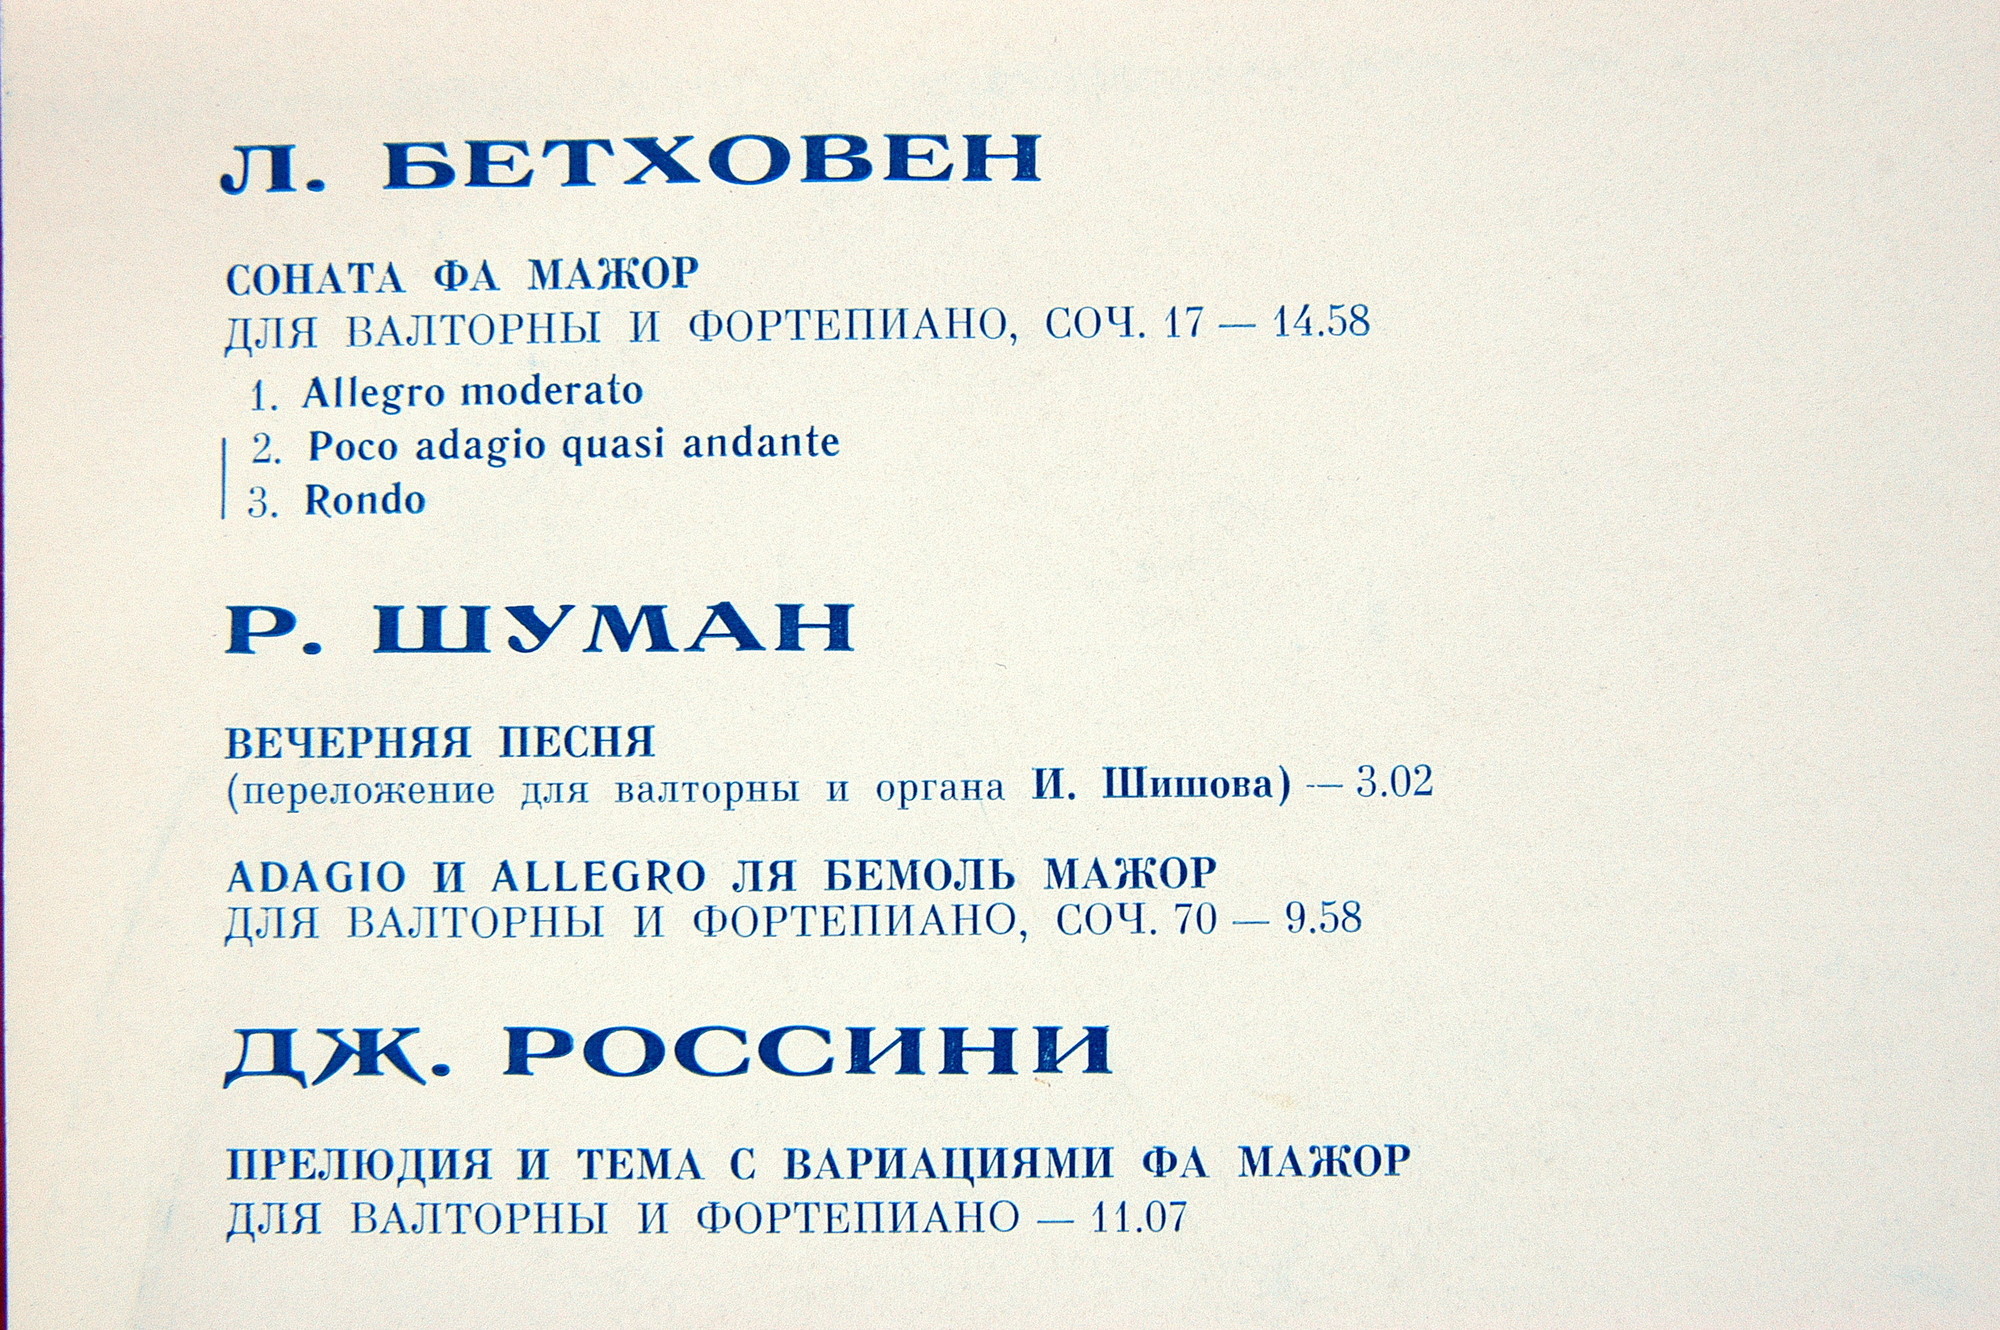 Л. БЕТХОВЕН
СОНАТА ФА МАЖОР
ДЛЯ ВАЛТОРНЫ И ФОРТЕПИАНО, СОЧ. 17 — 14.58
1. Allegro moderato
2. Poco adagio quasi andante
3. Rondo
Р. ШУМАН
ВЕЧЕРНЯЯ ПЕСНЯ
(переложение для валторны и органа И. Шишова) — 3.02
ADAGIO И ALLEGRO ЛЯ БЕМОЛЬ МАЖОР
ДЛЯ ВАЛТОРНЫ И ФОРТЕПИАНО, СОЧ. 70 — 9.58
ДЖ. РОССИНИ
ПРЕЛЮДИЯ И ТЕМА С ВАРИАЦИЯМИ ФА МАЖОР
ДЛЯ ВАЛТОРНЫ И ФОРТЕПИАНО — 11.07